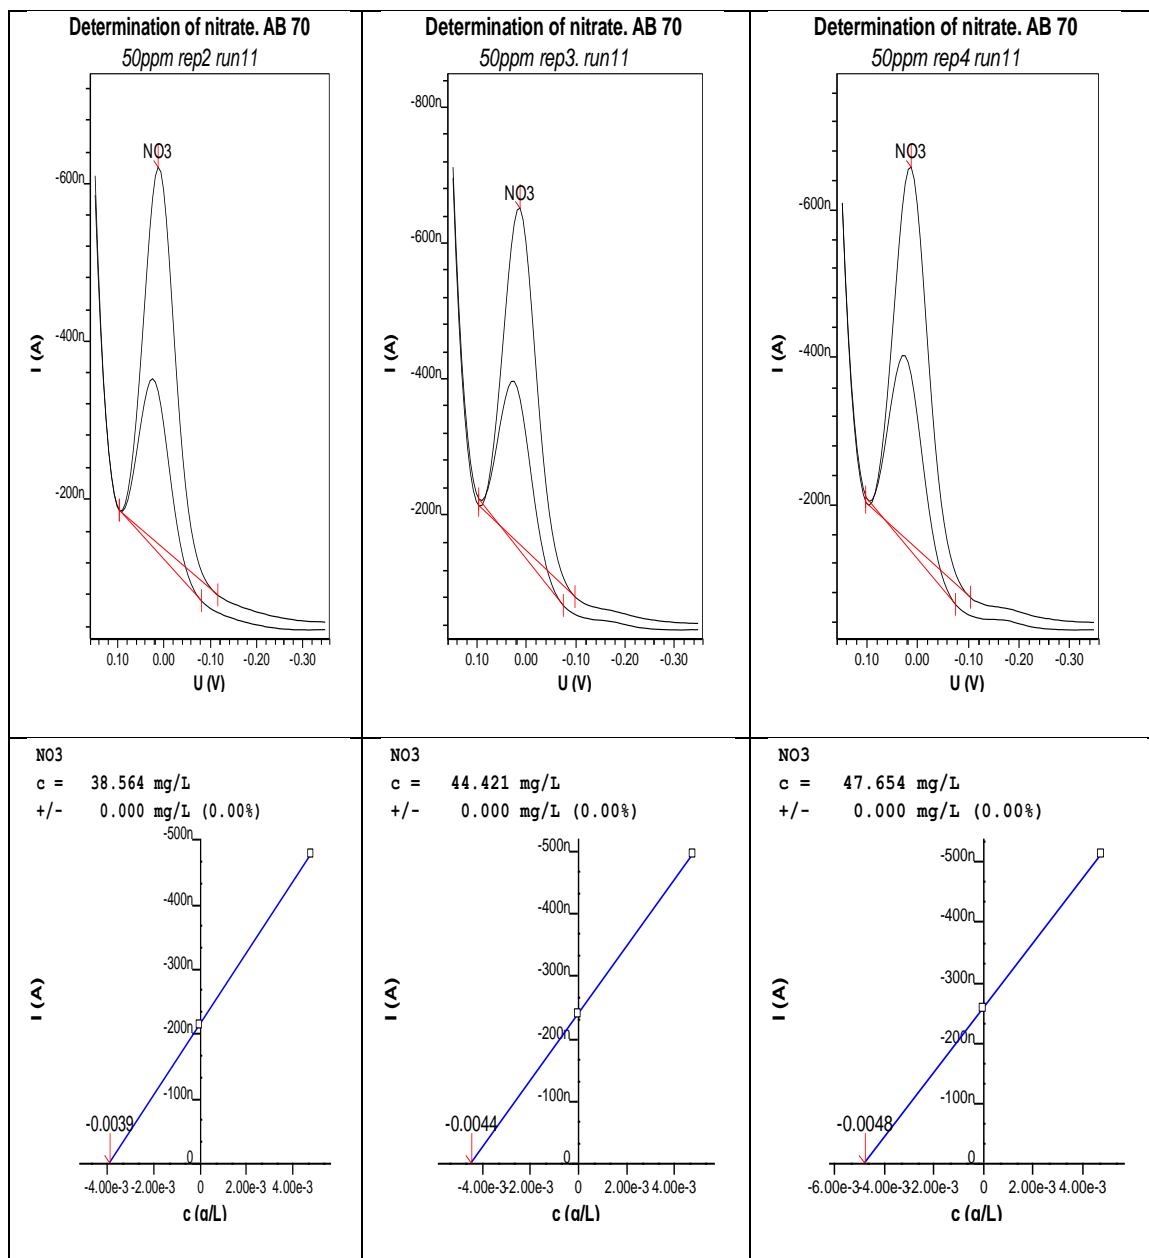 Determination of nitrate. AB 70
50ppm rep2 run11
NO3
-600n
-400n
-200n
I (A)
0.10 0.00 -0.10 -0.20 -0.30
U (V)
Determination of nitrate. AB 70
50ppm rep3. run11
-800n
NO3
-600n
-400n
-200n
I (A)
0.10 0.00 -0.10 -0.20 -0.30
U (V)
Determination of nitrate. AB 70
50ppm rep4 run11
NO3
-600n
-400n
-200n
I (A)
0.10 0.00 -0.10 -0.20 -0.30
U (V)
NO3
c = 38.564 mg/L
+/- 0.000 mg/L (0.00%)
-500n
-400n
-300n
-200n
-100n
0
I (A)
-0.0039
-4.00e-3 -2.00e-3 0 2.00e-3 4.00e-3
c (g/L)
NO3
c = 44.421 mg/L
+/- 0.000 mg/L (0.00%)
-500n
-400n
-300n
-200n
-100n
0
I (A)
-0.0044
-4.00e-3 -2.00e-3 0 2.00e-3 4.00e-3
c (g/L)
NO3
c = 47.654 mg/L
+/- 0.000 mg/L (0.00%)
-500n
-400n
-300n
-200n
-100n
0
I (A)
-0.0048
-6.00e-3 -4.00e-3 -2.00e-3 0 2.00e-3 4.00e-3
c (g/L)